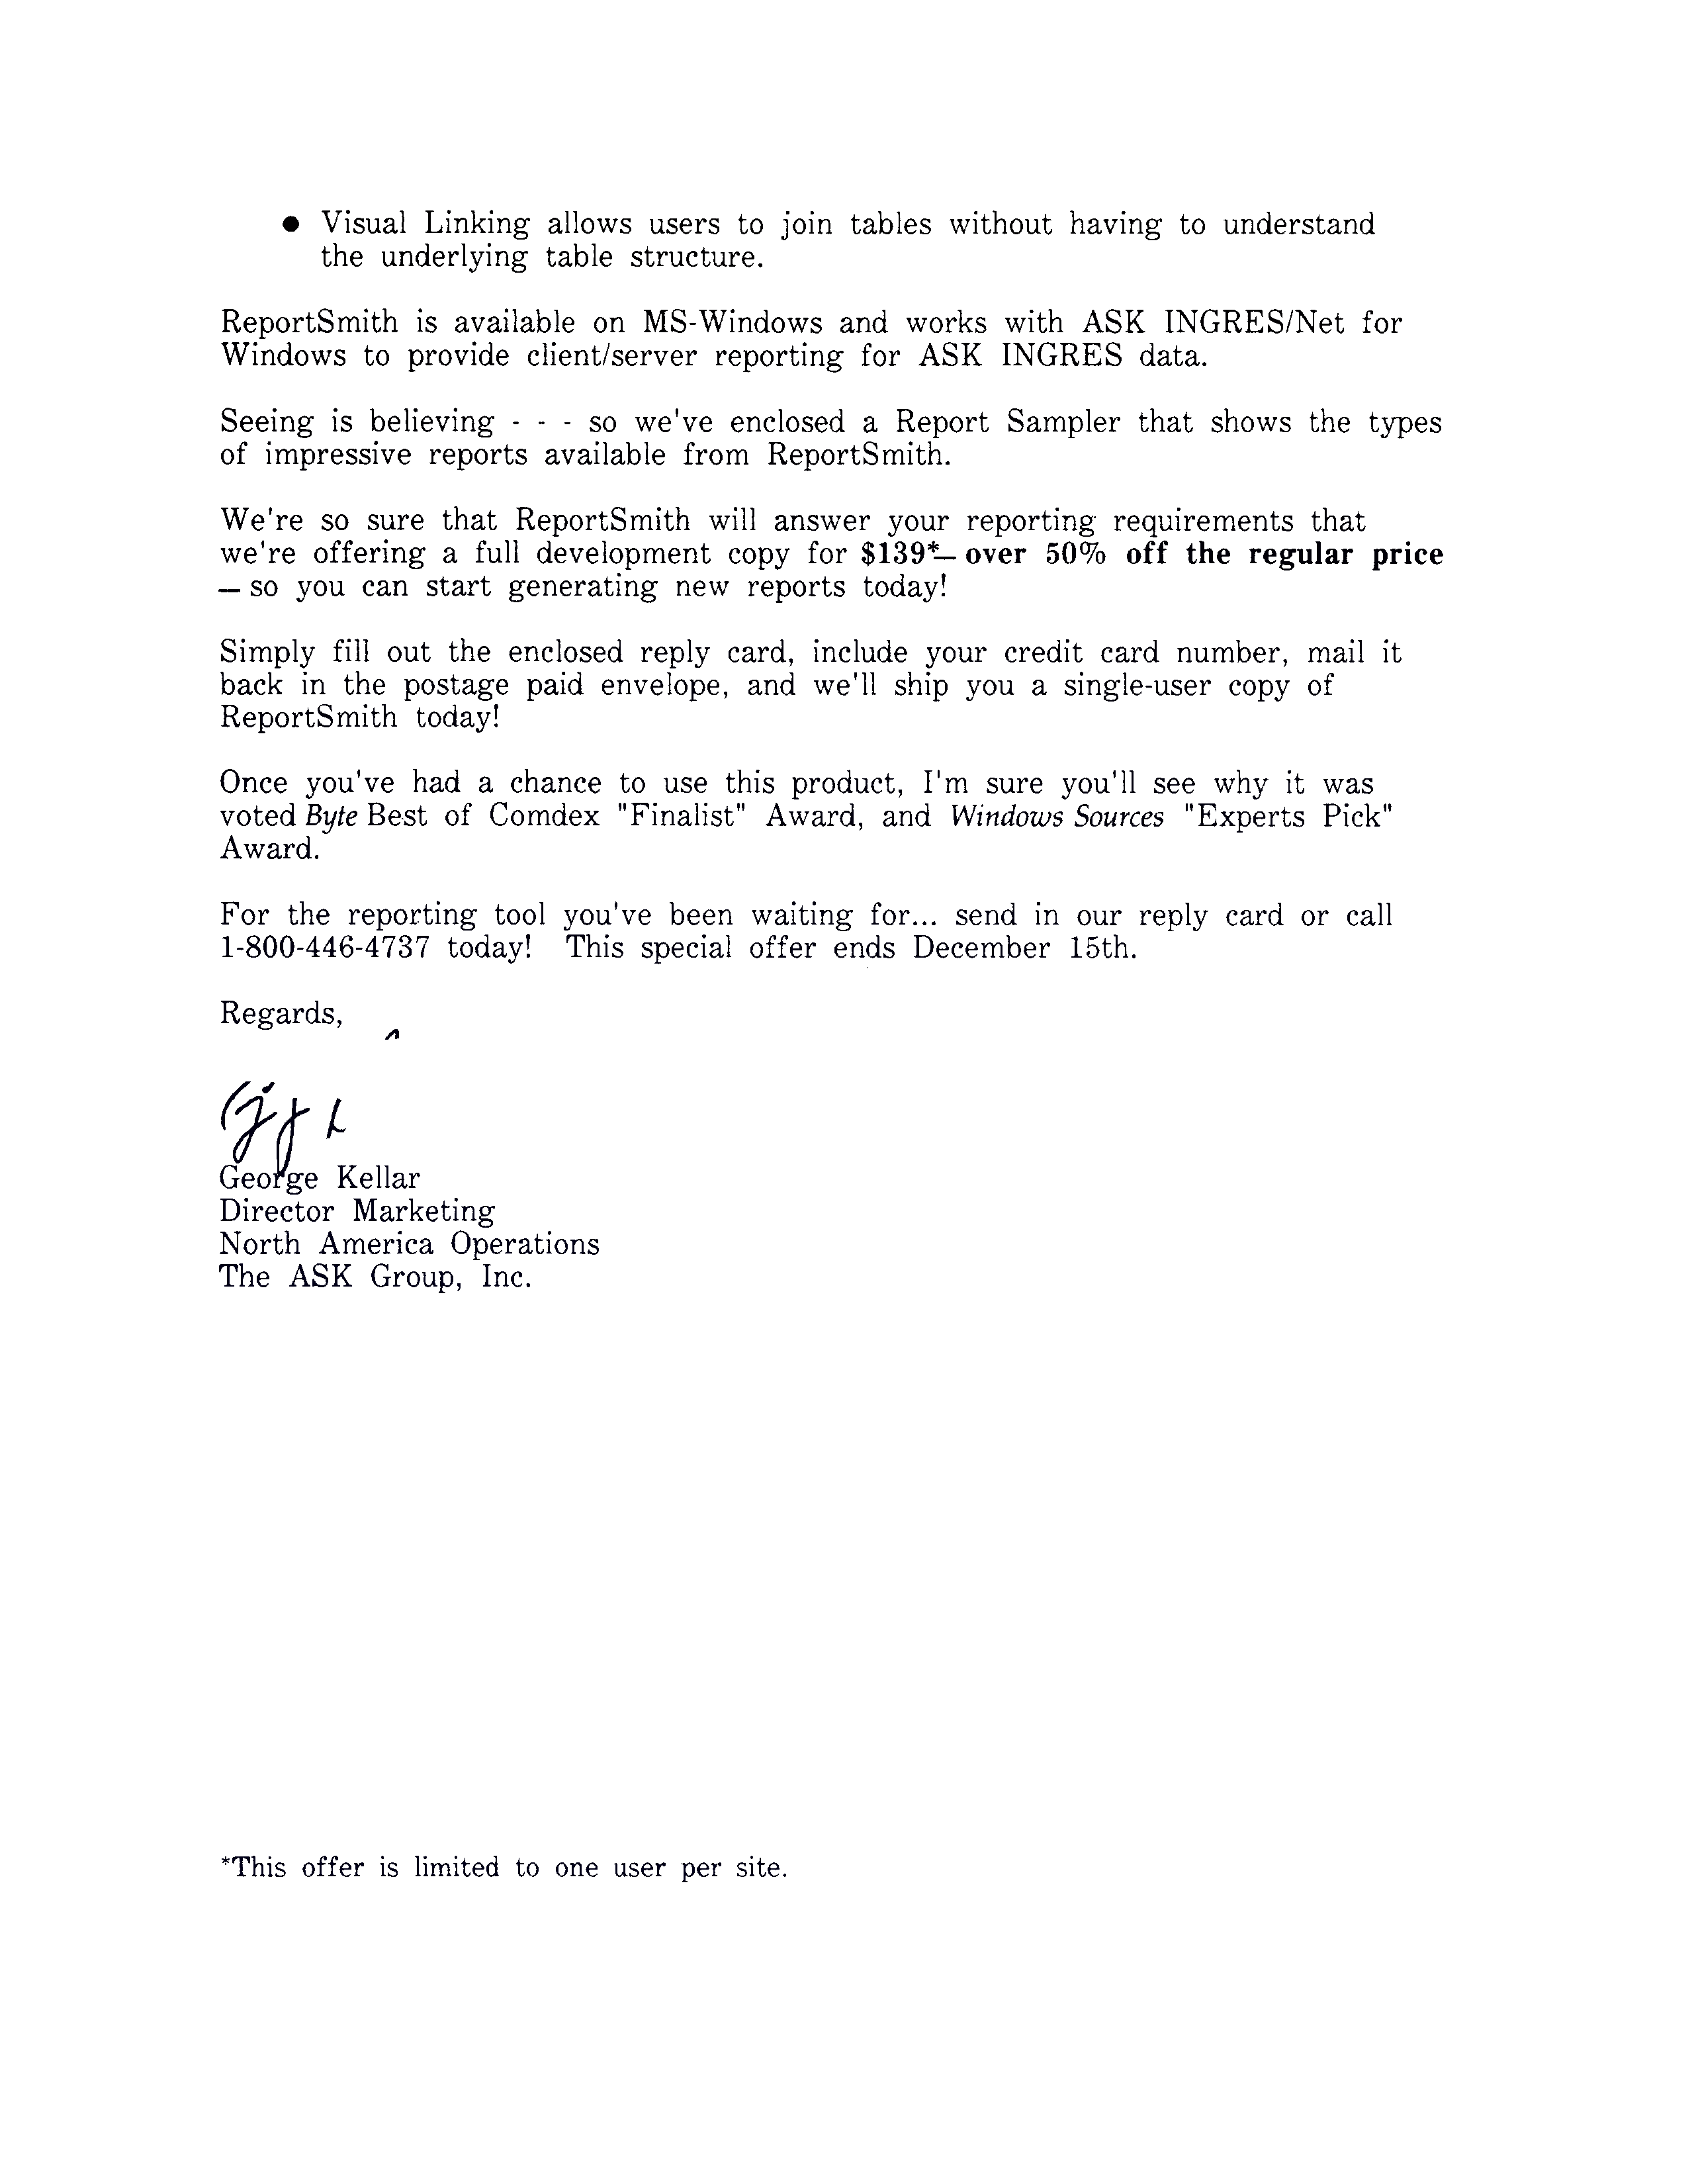 ● Visual Linking allows users to join tables without having to understand
the underlying table structure.
ReportSmith is available on MS-Windows and works with ASK INGRES/Net for
Windows to provide client/server reporting for ASK INGRES data.
Seeing is believing - - - so we've enclosed a Report Sampler that shows the types
of impressive reports available from ReportSmith.
We're so sure that ReportSmith will answer your reporting requirements that
we're offering a full development copy for $139*— over 50% off the regular price
— so you can start generating new reports today!
Simply fill out the enclosed reply card, include your credit card number, mail it
back in the postage paid envelope, and we'll ship you a single-user copy of
ReportSmith today!
Once you've had a chance to use this product, I'm sure you'll see why it was
voted Byte Best of Comdex "Finalist" Award, and Windows Sources "Experts Pick"
Award.
For the reporting tool you've been waiting for... send in our reply card or call
1-800-446-4737 today!  This special offer ends December 15th.
Regards,
George Kellar
Director Marketing
North America Operations
The ASK Group, Inc.
*This offer is limited to one user per site.